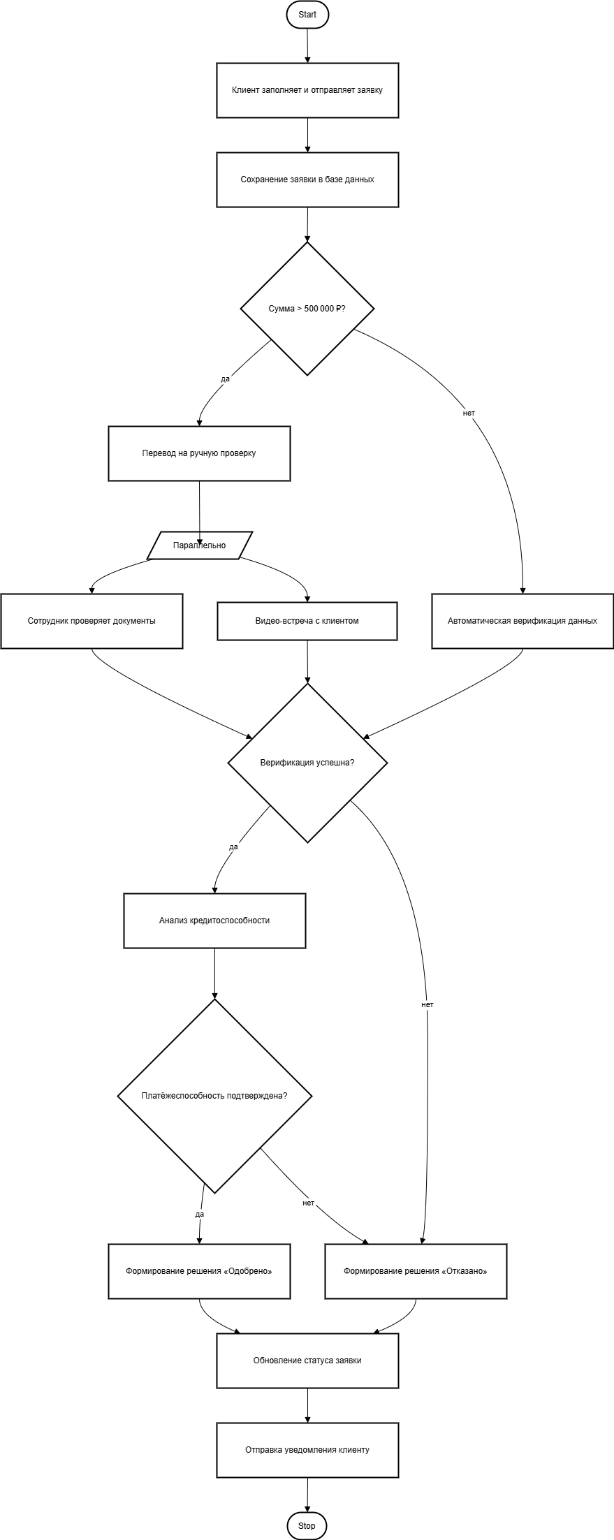 Start
Клиент заполняет и отправляет заявку
Сохранение заявки в базе данных
Сумма > 500 000 ₽?
да
нет
Перевод на ручную проверку
Параллельно
Сотрудник проверяет документы
Видео-встреча с клиентом
Автоматическая верификация данных
Верификация успешна?
да
Анализ кредитоспособности
нет
Платёжеспособность подтверждена?
нет
да
Формирование решения «Одобрено»
Формирование решения «Отказано»
Обновление статуса заявки
Отправка уведомления клиенту
Stop